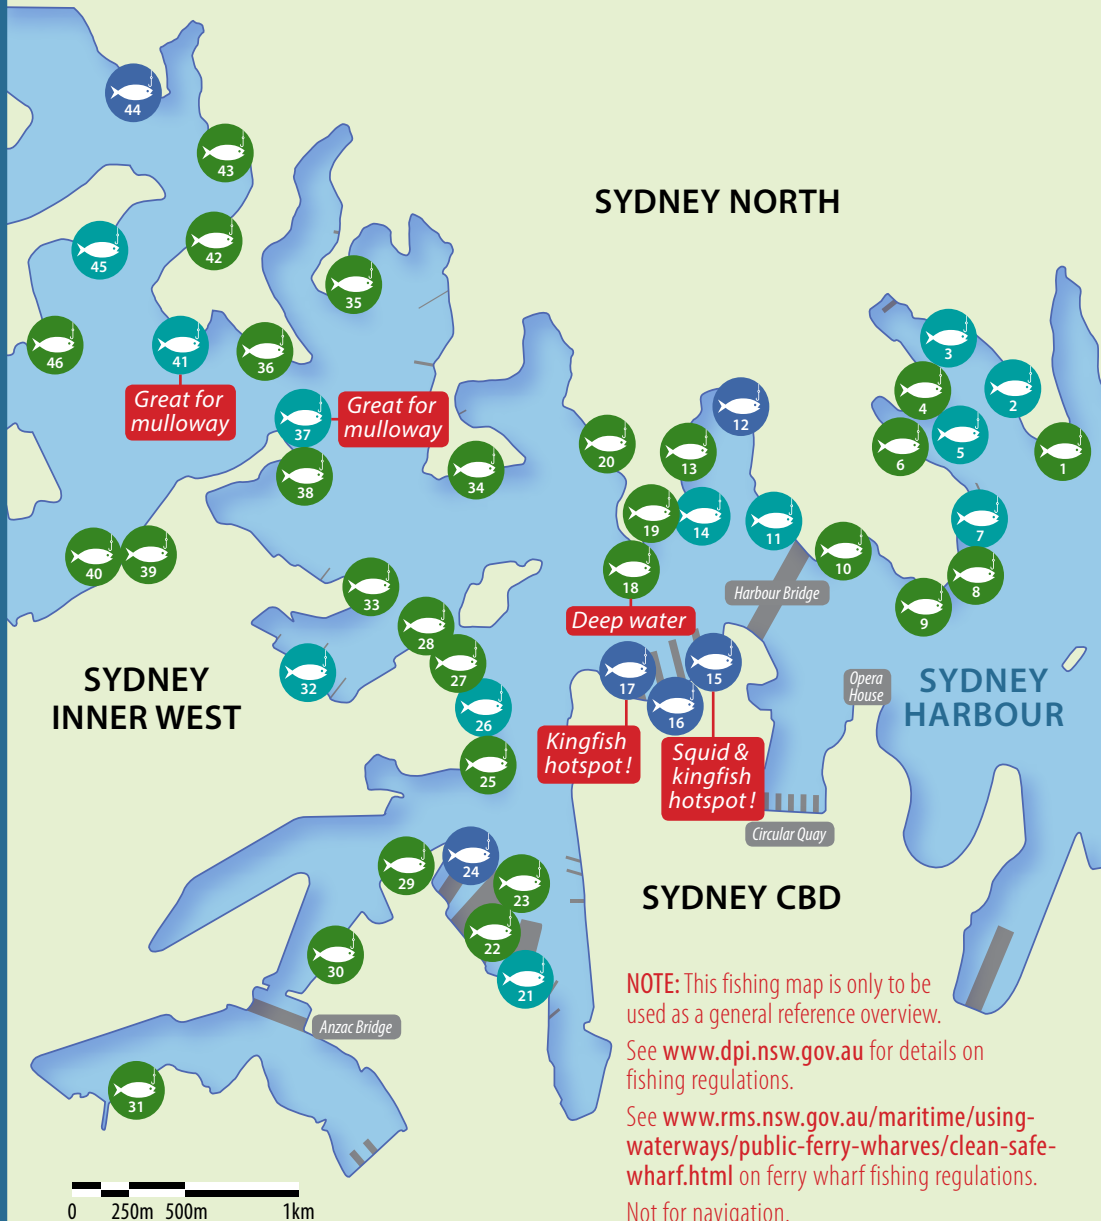 44
43
SYDNEY NORTH
42
45
35
3
46
41
36
2
4
Great for
mulloway
37
Great for
mulloway
12
5
6
1
20
13
38
34
19
14
11
7
40
39
10
18
8
33
Harbour Bridge
9
Deep water
28
27
SYDNEY
INNER WEST
32
17
15
16
Opera
House
SYDNEY
HARBOUR
26
Kingfish
hotspot!
Squid &
kingfish
hotspot!
25
Circular Quay
29
24
23
SYDNEY CBD
22
30
21
NOTE: This fishing map is only to be
used as a general reference overview.
Anzac Bridge
See www.dpi.nsw.gov.au for details on
fishing regulations.
31
See www.rms.nsw.gov.au/maritime/using-
waterways/public-ferry-wharves/clean-safe-
wharf.html on ferry wharf fishing regulations.
0 250m 500m 1km
Not for navigation.